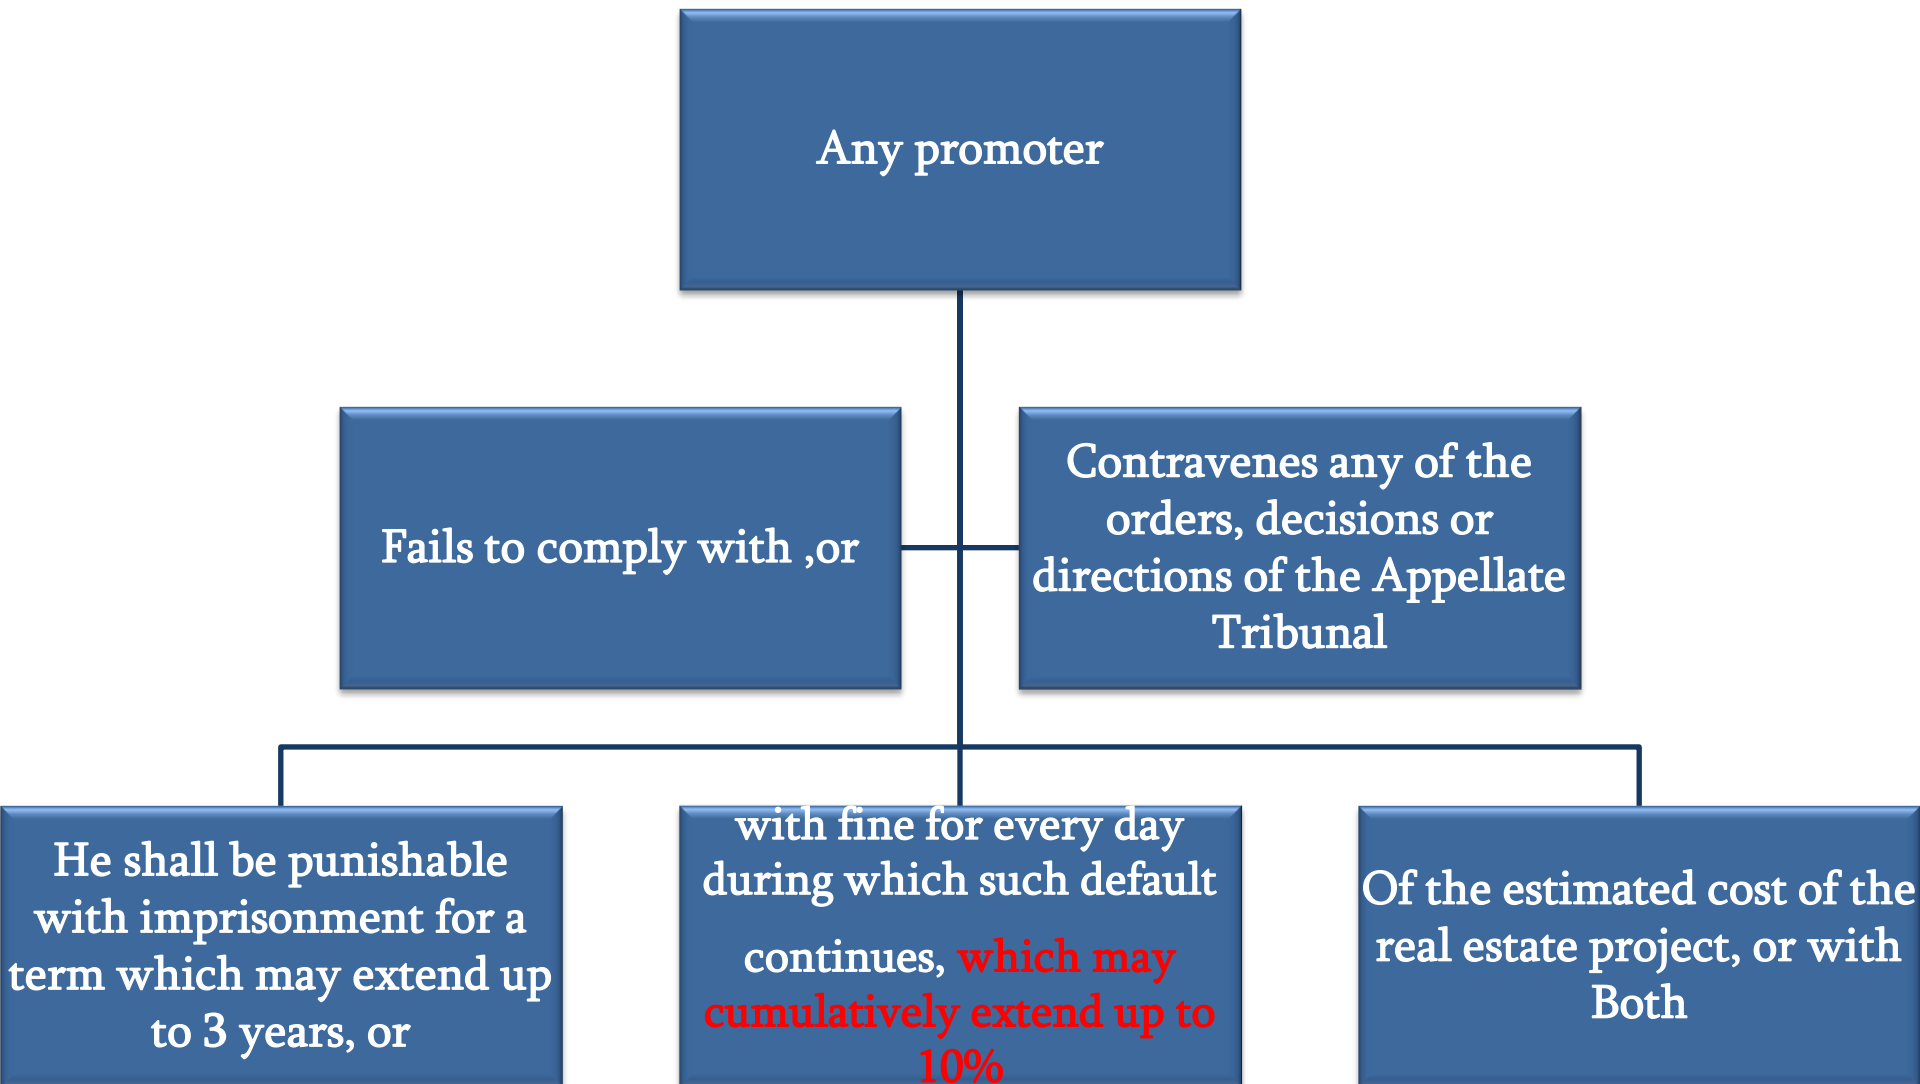 Any promoter
Fails to comply with ,or
Contravenes any of the
orders, decisions or
directions of the Appellate
Tribunal
He shall be punishable
with imprisonment for a
term which may extend up
to 3 years, or
with fine for every day
during which such default
continues, which may
cumulatively extend up to
10%
Of the estimated cost of the
real estate project, or with
Both